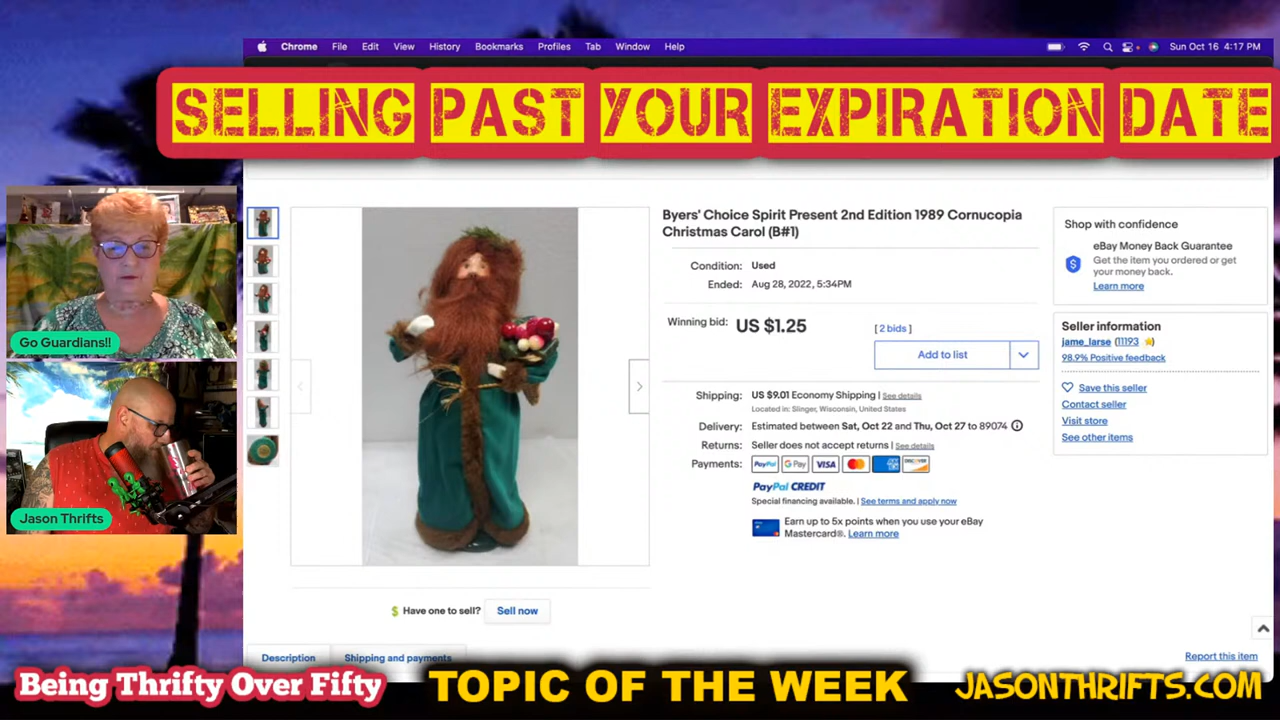 Chrome File Edit View History Bookmarks Profiles Tab Window Help
Sun Oct 16 4:17 PM
SELLING PAST YOUR EXPIRATION DATE
Byers' Choice Spirit Present 2nd Edition 1989 Cornucopia
Christmas Carol (B#1)
Condition: Used
Ended: Aug 28, 2022, 5:34PM
Winning bid: US $1.25
[ 2 bids ]
Add to list
Shipping: US $9.01 Economy Shipping | See details
Located in: Slinger, Wisconsin, United States
Delivery: Estimated between Sat, Oct 22 and Thu, Oct 27 to 89074
Returns: Seller does not accept returns | See details
Payments: PayPal G Pay VISA MasterCard AMEX DISCOVER
PayPal CREDIT
Special financing available. | See terms and apply now
Earn up to 5x points when you use your eBay
Mastercard®. Learn more
Shop with confidence
eBay Money Back Guarantee
Get the item you ordered or get
your money back.
Learn more
Seller information
jame_larse (11193)
98.9% Positive feedback
Save this seller
Contact seller
Visit store
See other items
Have one to sell? Sell now
Description
Shipping and payments
Report this item
Go Guardians!!
Jason Thrifts
Being Thrifty Over Fifty
TOPIC OF THE WEEK
JASONTHRIFTS.COM